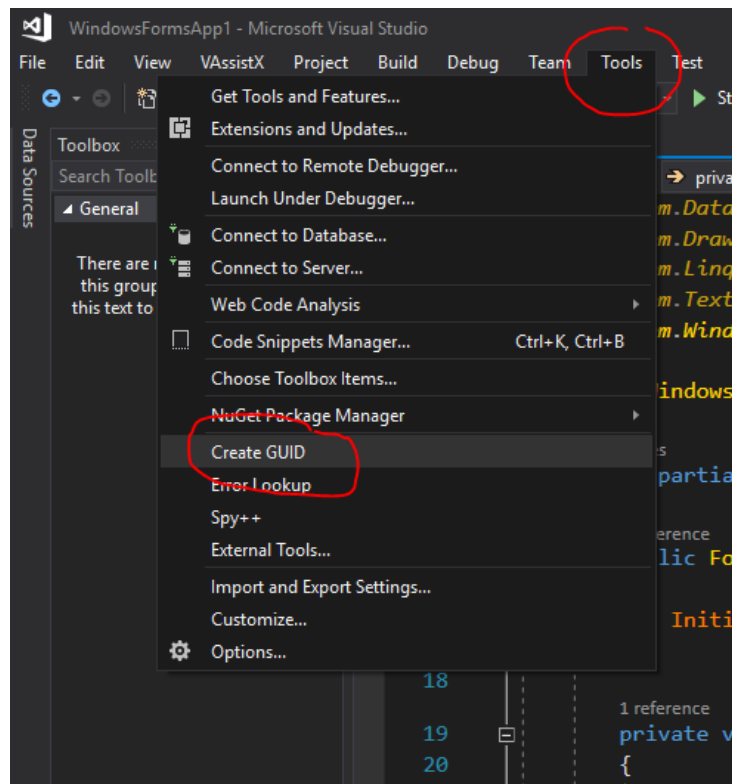 WindowsFormsApp1 - Microsoft Visual Studio
File Edit View VAssistX Project Build Debug Team Tools Test
St
Data Sources
Toolbox
Search Toolb
General
There are
this group
this text to
Get Tools and Features...
Extensions and Updates...
Connect to Remote Debugger...
Launch Under Debugger...
Connect to Database...
Connect to Server...
Web Code Analysis
Code Snippets Manager... Ctrl+K, Ctrl+B
Choose Toolbox Items...
NuGet Package Manager
Create GUID
Error Lookup
Spy++
External Tools...
Import and Export Settings...
Customize...
Options...
priva
m.Data
m.Draw
m.Linq
m.Text
m.Wind
indows
s
partia
erence
lic Fo
Initi
18
1 reference
19 private v
20 {